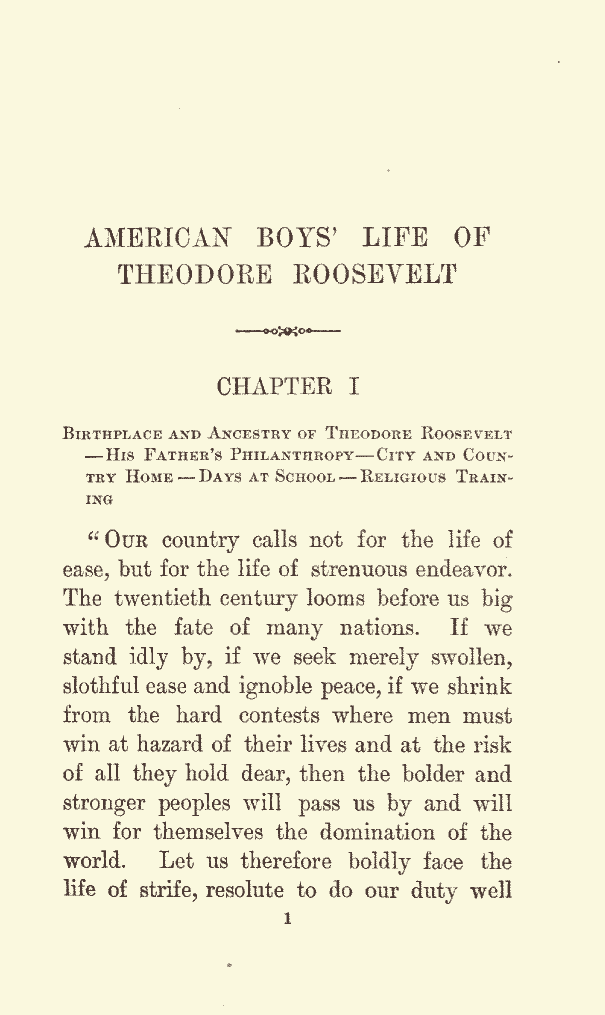 AMERICAN BOYS' LIFE OF
THEODORE ROOSEVELT
CHAPTER I
BIRTHPLACE AND ANCESTRY OF THEODORE ROOSEVELT
—HIS FATHER'S PHILANTHROPY—CITY AND COUN-
TRY HOME—DAYS AT SCHOOL—RELIGIOUS TRAIN-
ING
"OUR country calls not for the life of
ease, but for the life of strenuous endeavor.
The twentieth century looms before us big
with the fate of many nations. If we
stand idly by, if we seek merely swollen,
slothful ease and ignoble peace, if we shrink
from the hard contests where men must
win at hazard of their lives and at the risk
of all they hold dear, then the bolder and
stronger peoples will pass us by and will
win for themselves the domination of the
world. Let us therefore boldly face the
life of strife, resolute to do our duty well
1